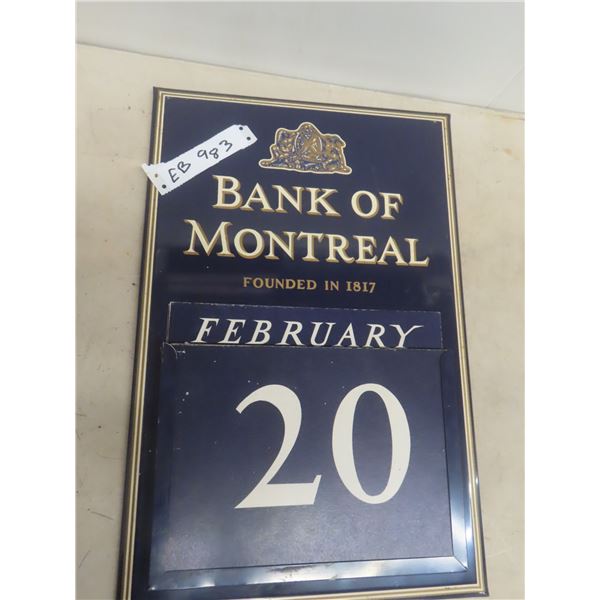 EB 983
BANK OF
MONTREAL
FOUNDED IN 1817
FEBRUARY
20